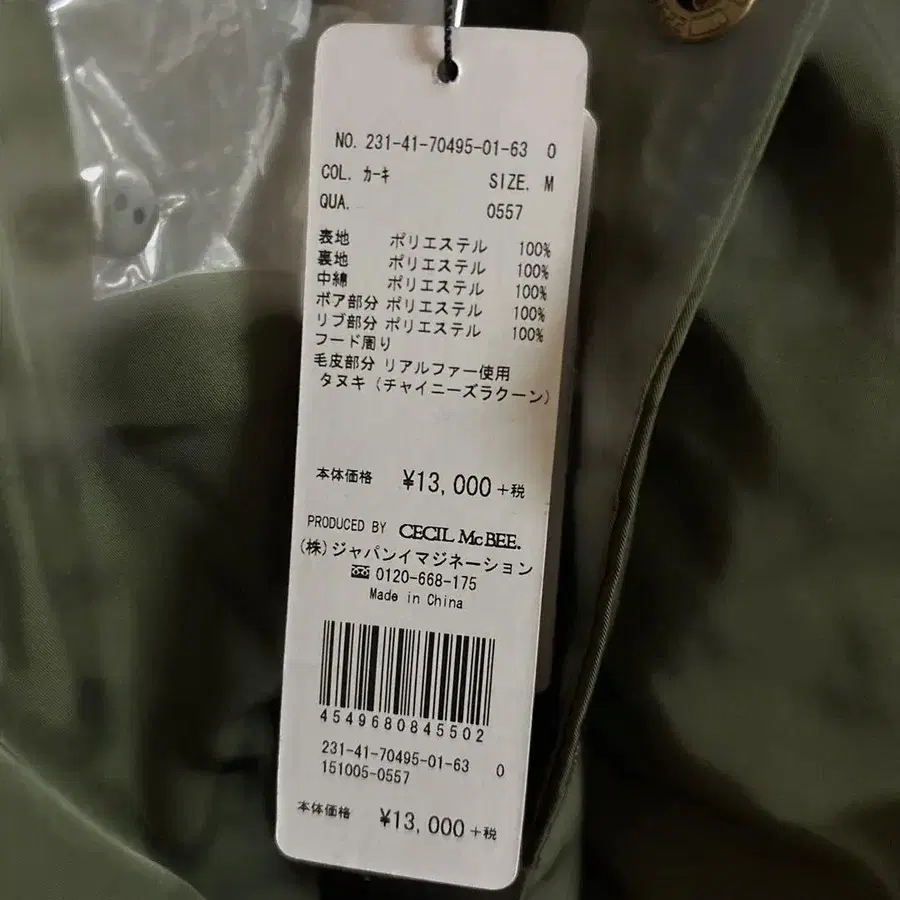 NO. 231-41-70495-01-63 0
COL. カーキ SIZE. M
QUA. 0557
表地 ポリエステル 100%
裏地 ポリエステル 100%
中綿 ポリエステル 100%
ボア部分 ポリエステル 100%
リブ部分 ポリエステル 100%
フード周り
毛皮部分 リアルファー使用
タヌキ(チャイニーズラクーン)
本体価格 ¥13,000+税
PRODUCED BY CECIL McBEE.
(株)ジャパンイマジネーション
0120-668-175
Made in China
4549680845502
231-41-70495-01-63 0
151005-0557
本体価格 ¥13,000+税